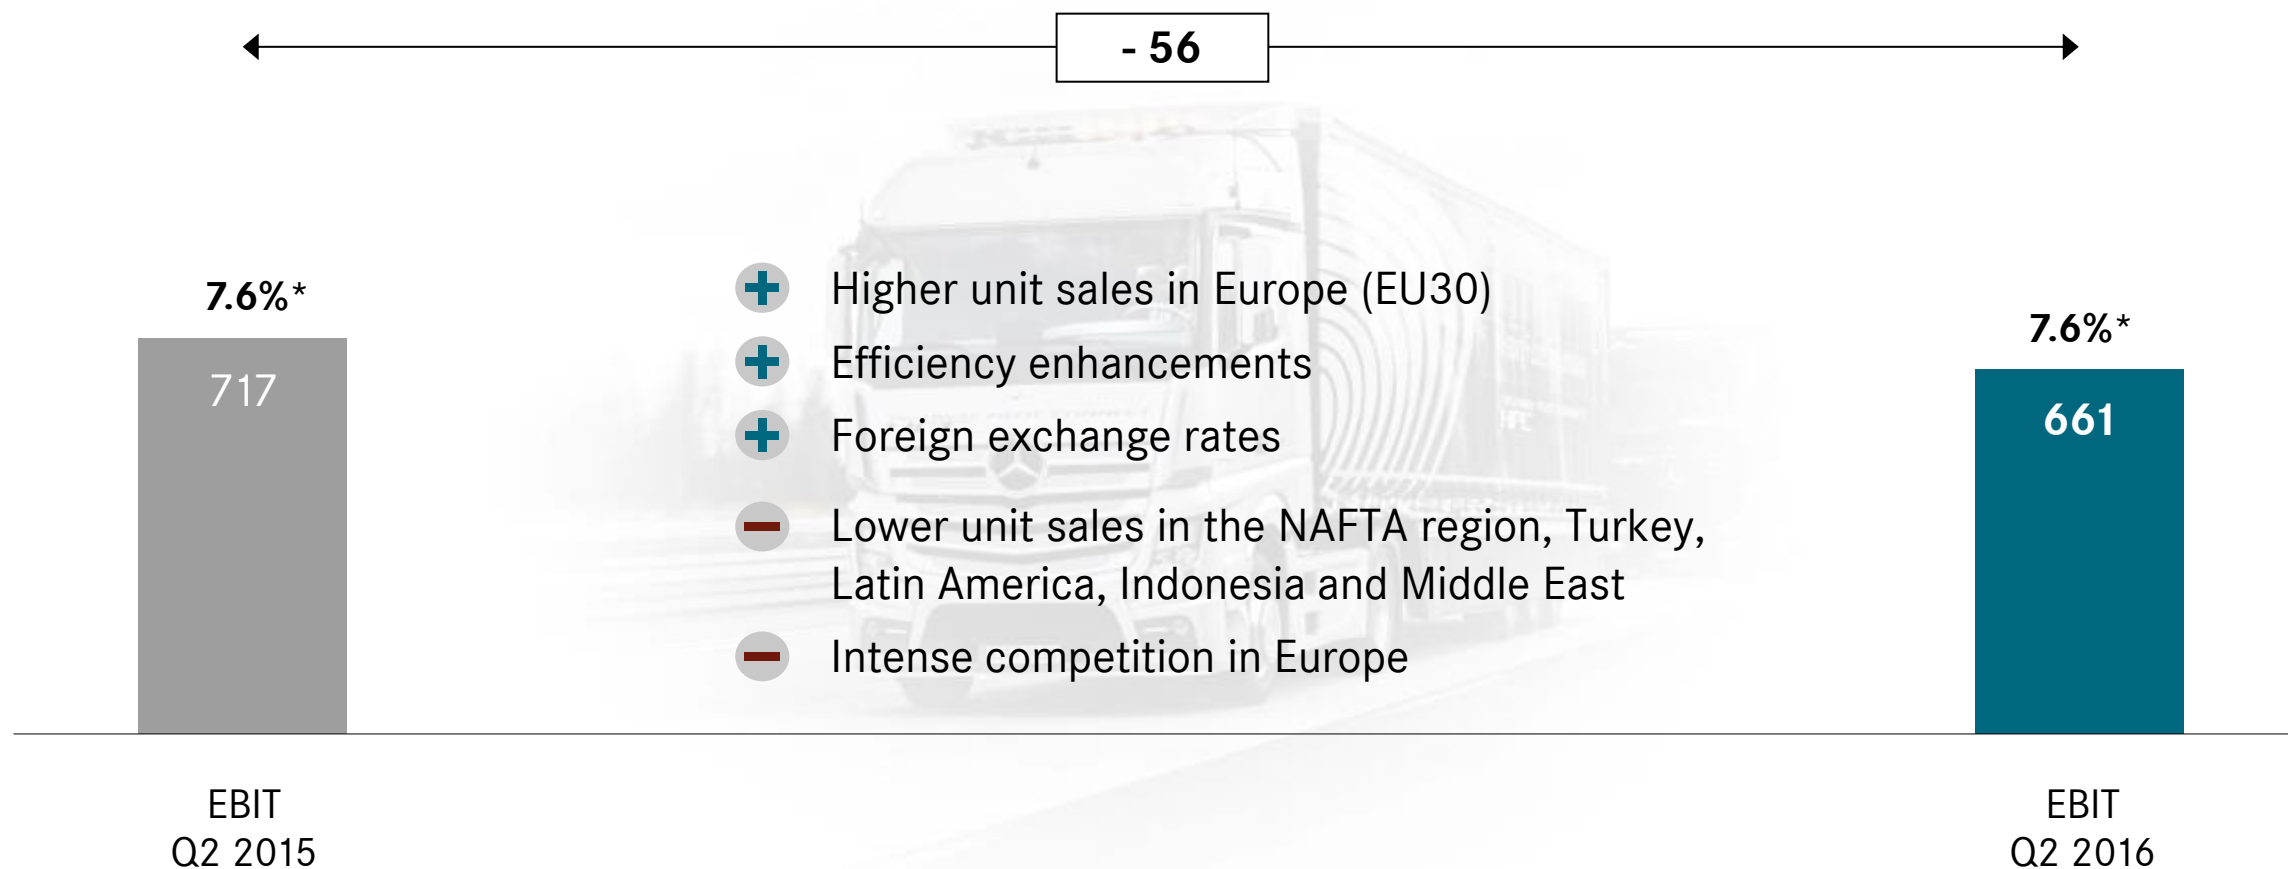 - 56
7.6%*
717
Higher unit sales in Europe (EU30)
Efficiency enhancements
Foreign exchange rates
Lower unit sales in the NAFTA region, Turkey,
Latin America, Indonesia and Middle East
Intense competition in Europe
7.6%*
661
EBIT
Q2 2015
EBIT
Q2 2016